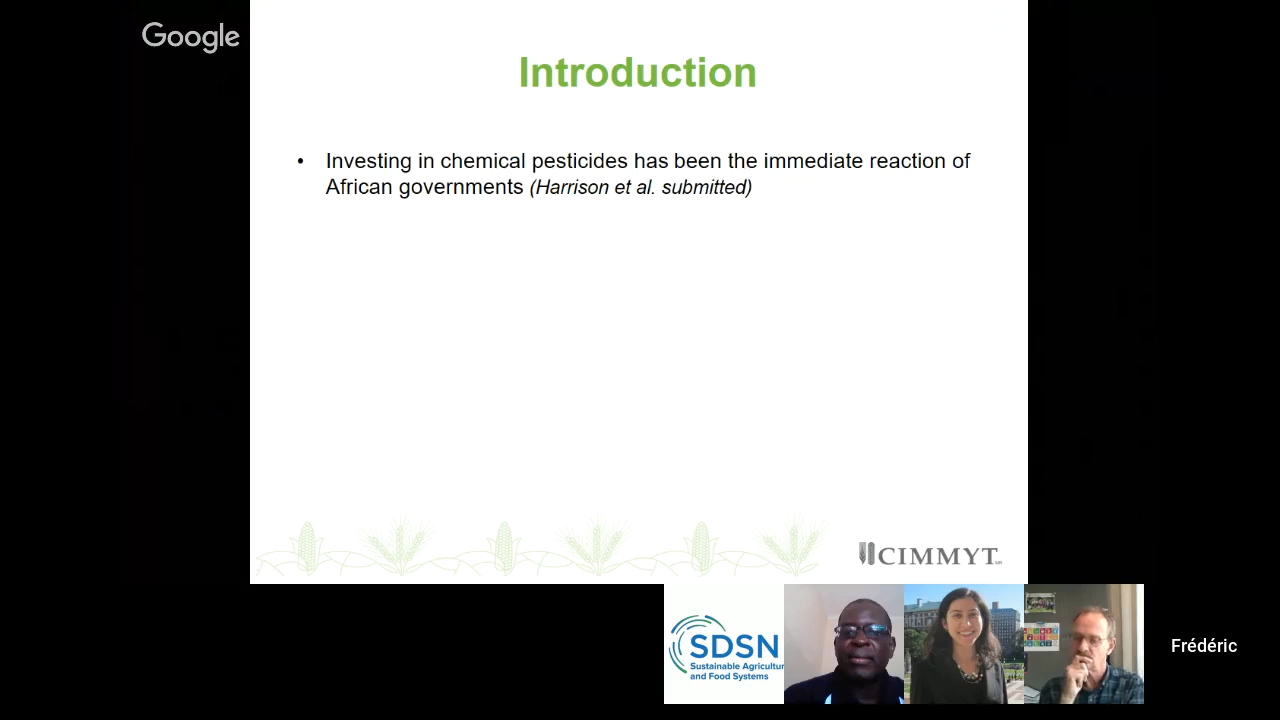 Google
Introduction
• Investing in chemical pesticides has been the immediate reaction of
African governments (Harrison et al. submitted)
CIMMYT
SDSN
Sustainable Agricultur
and Food Systems
Frédéric